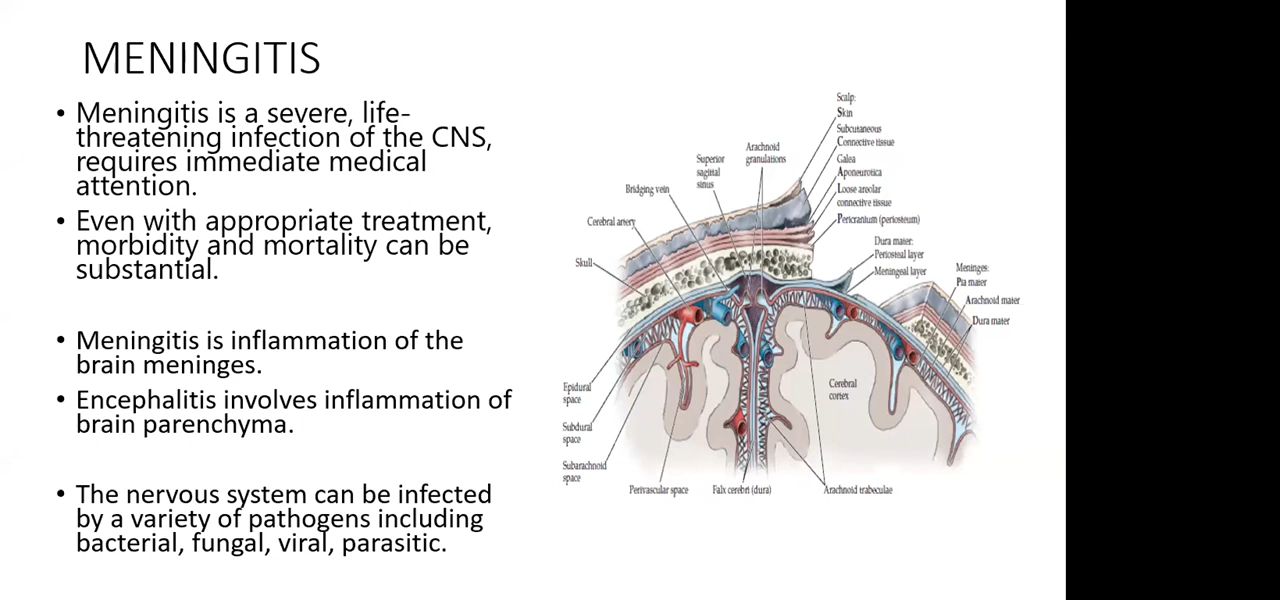 MENINGITIS
• Meningitis is a severe, life-
threatening infection of the CNS,
requires immediate medical
attention.
• Even with appropriate treatment,
morbidity and mortality can be
substantial.
• Meningitis is inflammation of the
brain meninges.
• Encephalitis involves inflammation of
brain parenchyma.
• The nervous system can be infected
by a variety of pathogens including
bacterial, fungal, viral, parasitic.
Scalp:
Skin
Subcutaneous
Connective tissue
Galea
Aponeurotica
Loose areolar
connective tissue
Pericranium (periosteum)
Dura mater:
Periosteal layer
Meningeal layer
Meninges:
Pia mater
Arachnoid mater
Dura mater
Arachnoid
granulations
Superior
sagittal
sinus
Bridging vein
Cerebral artery
Skull
Epidural
space
Subdural
space
Subarachnoid
space
Perivascular space
Falx cerebri (dura)
Arachnoid trabeculae
Cerebral
cortex